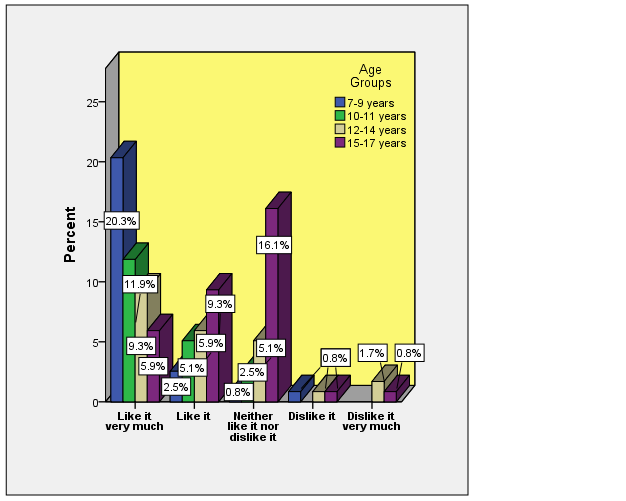 Age
Groups
7-9 years
10-11 years
12-14 years
15-17 years
Percent
25
20
15
10
5
0
20.3%
11.9%
9.3%
5.9%
2.5%
5.1%
5.9%
9.3%
0.8%
2.5%
5.1%
16.1%
0.8%
1.7%
0.8%
Like it
very much
Like it
Neither
like it nor
dislike it
Dislike it
Dislike it
very much